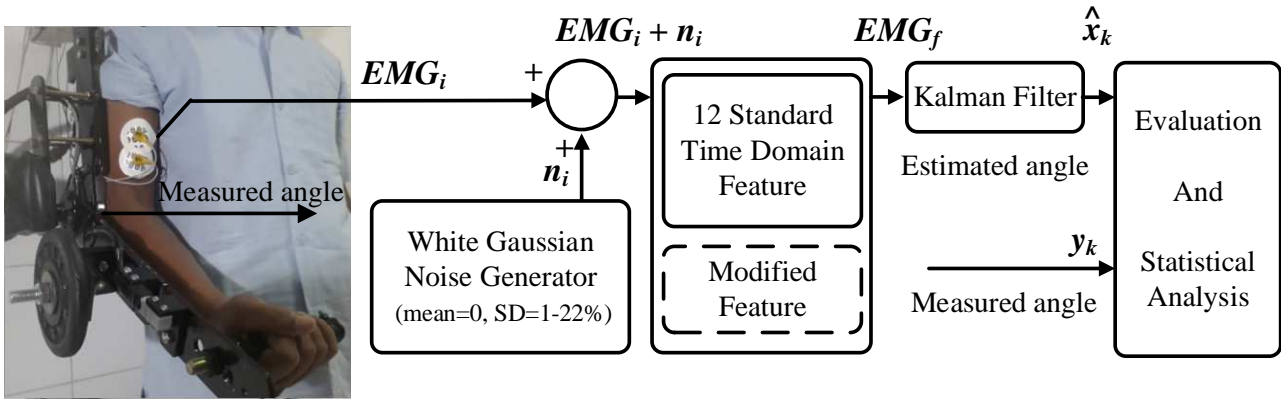 EMG_i
Measured angle
+
EMG_i + n_i
+
n_i
White Gaussian
Noise Generator
(mean=0, SD=1-22%)
12 Standard
Time Domain
Feature
Modified
Feature
EMG_f
Kalman Filter
Estimated angle
x̂_k
y_k
Measured angle
Evaluation
And
Statistical
Analysis